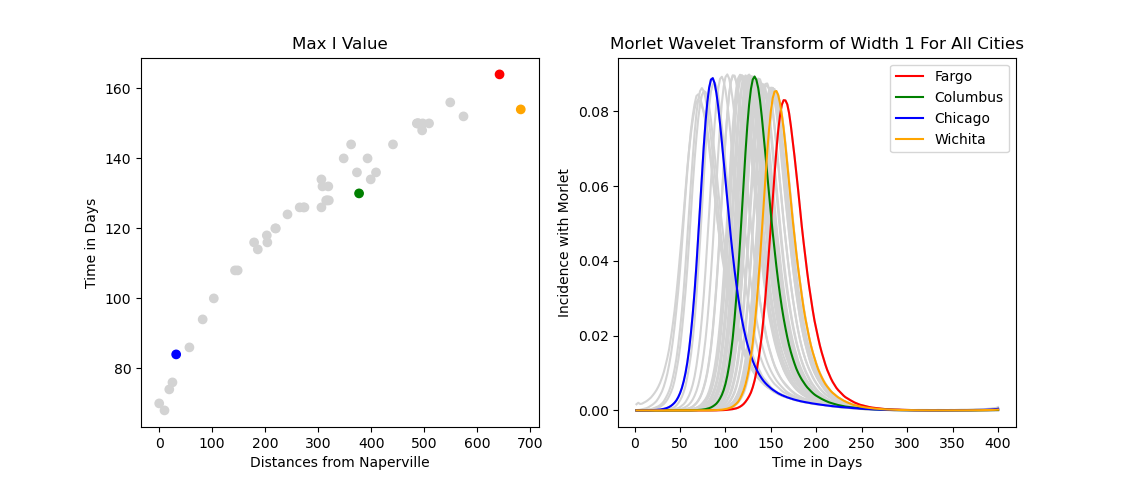 Max I Value
Time in Days
160
140
120
100
80
0 100 200 300 400 500 600 700
Distances from Naperville
Morlet Wavelet Transform of Width 1 For All Cities
Incidence with Morlet
0.08
0.06
0.04
0.02
0.00
Fargo
Columbus
Chicago
Wichita
0 50 100 150 200 250 300 350 400
Time in Days